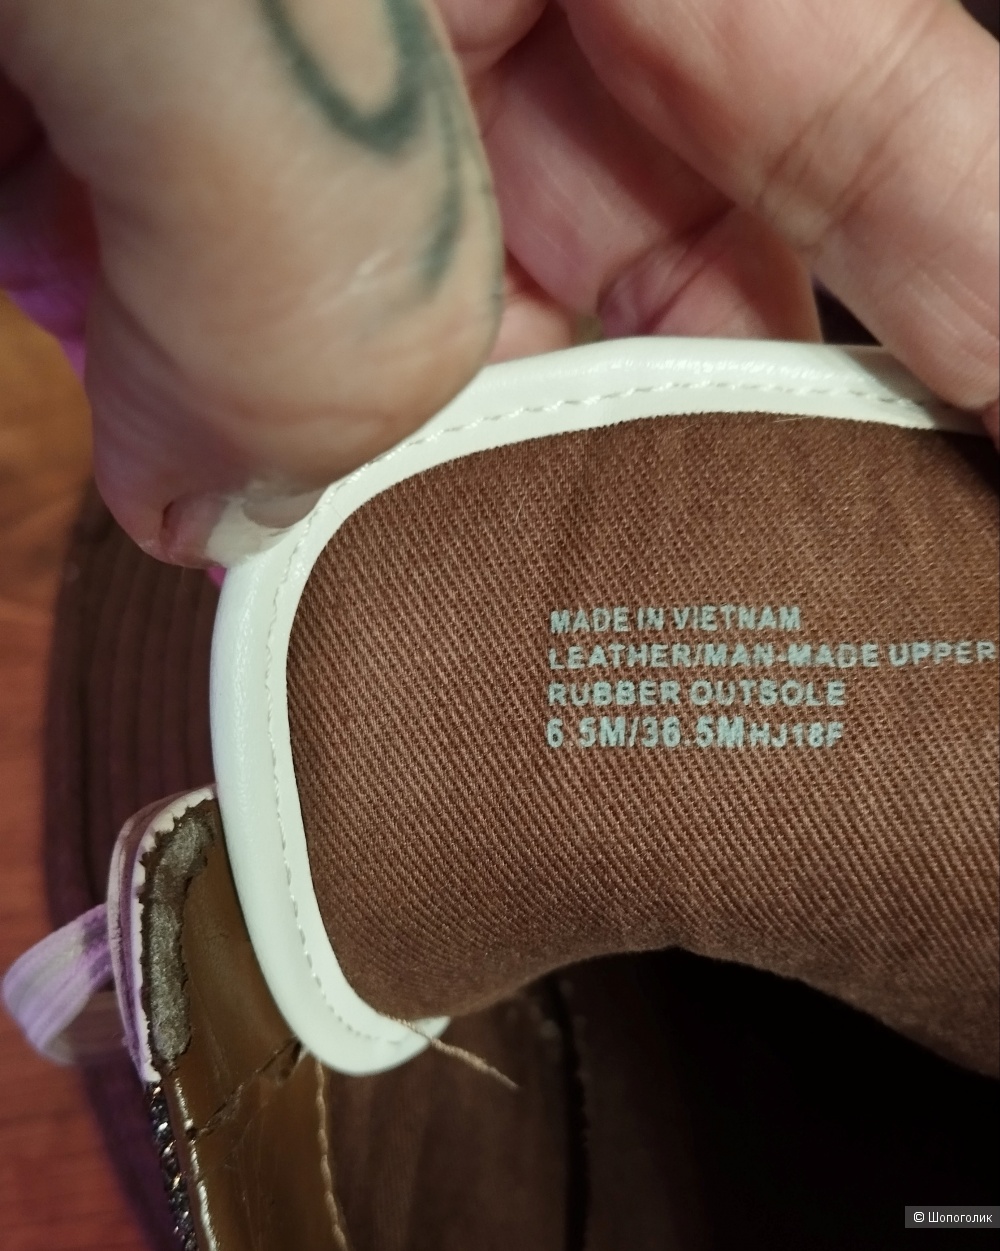 MADE IN VIETNAM
LEATHER/MAN-MADE UPPER
RUBBER OUTSOLE
6.5M/36.5M HJ18F
© Шопоголик